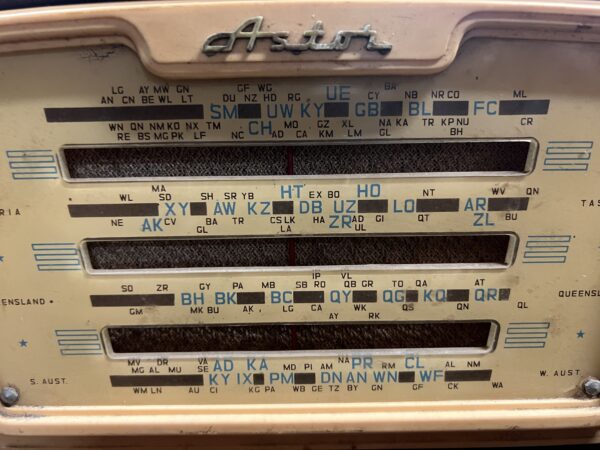 Astor
LG AY MW GN GF WG UE BA
AN CN BE WL LT DU NZ HD RG CY NB NR CO ML
SM UW KY GB BL FC
WN QN NM KO NX TM CH MO GZ XL NA KA TR KP NU CR
RE BS MG PK LF NC AD CA KM LM GL BH
MA HT HO
WL SD SH SR YB EX BO NT WV QN
XY AW KZ DB UZ LO AR
RIA NE AK CV BA TR CS LK HA ZR GI QT ZL BU TAS
GL LA UL
IP VL
SO ZR GY PA MB SB RO QB GR TO QA AT
BH BK BC QY QG KQ QR
ENSLAND GM MK BU AK LG CA WK QS QN QL QUEENSL
AY RK
MV DR VA AD KA NA PR CL
MG AL MU SE MD PI AM RM AL NM
S. AUST. KY IX PM DN AN WN WF W. AUST.
WM LN AU CI KG PA WB GE TZ BY GN GF CK WA